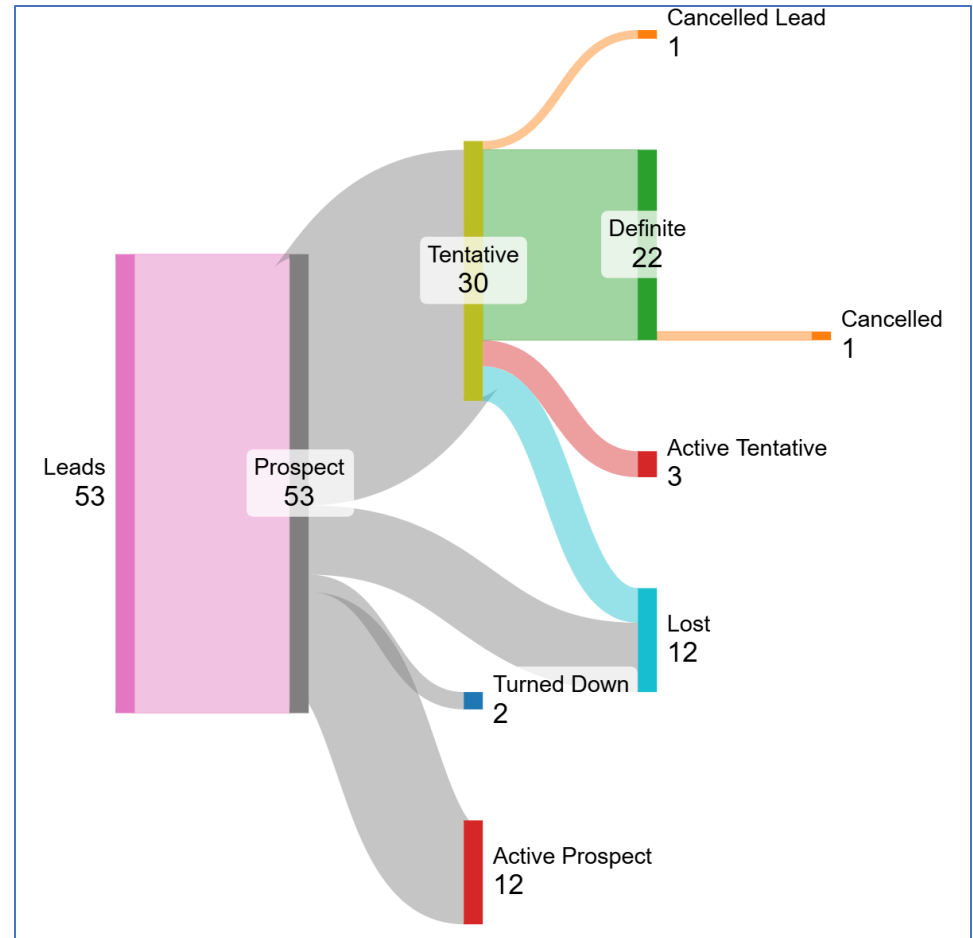 Cancelled Lead
1
Definite
22
Tentative
30
Cancelled
1
Active Tentative
3
Leads
53
Prospect
53
Lost
12
Turned Down
2
Active Prospect
12